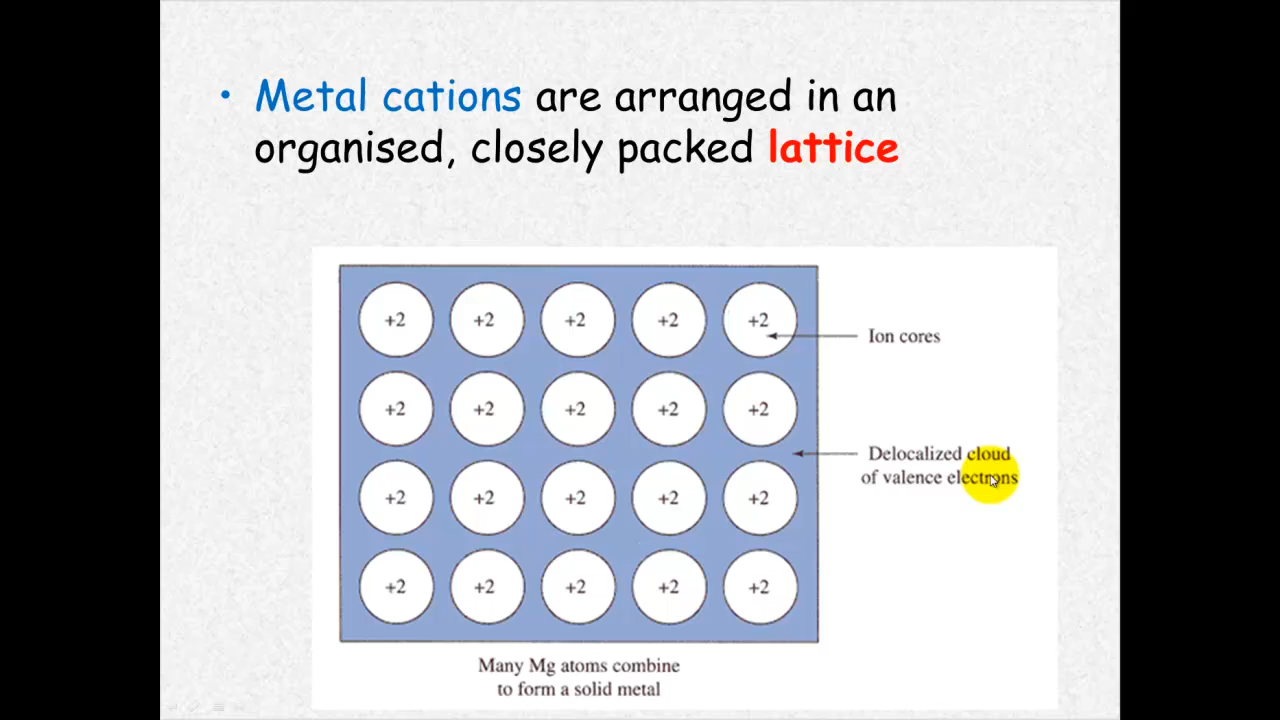 • Metal cations are arranged in an
organised, closely packed lattice
+2 +2 +2 +2 +2
Ion cores
+2 +2 +2 +2 +2
Delocalized cloud
of valence electrons
+2 +2 +2 +2 +2
+2 +2 +2 +2 +2
Many Mg atoms combine
to form a solid metal